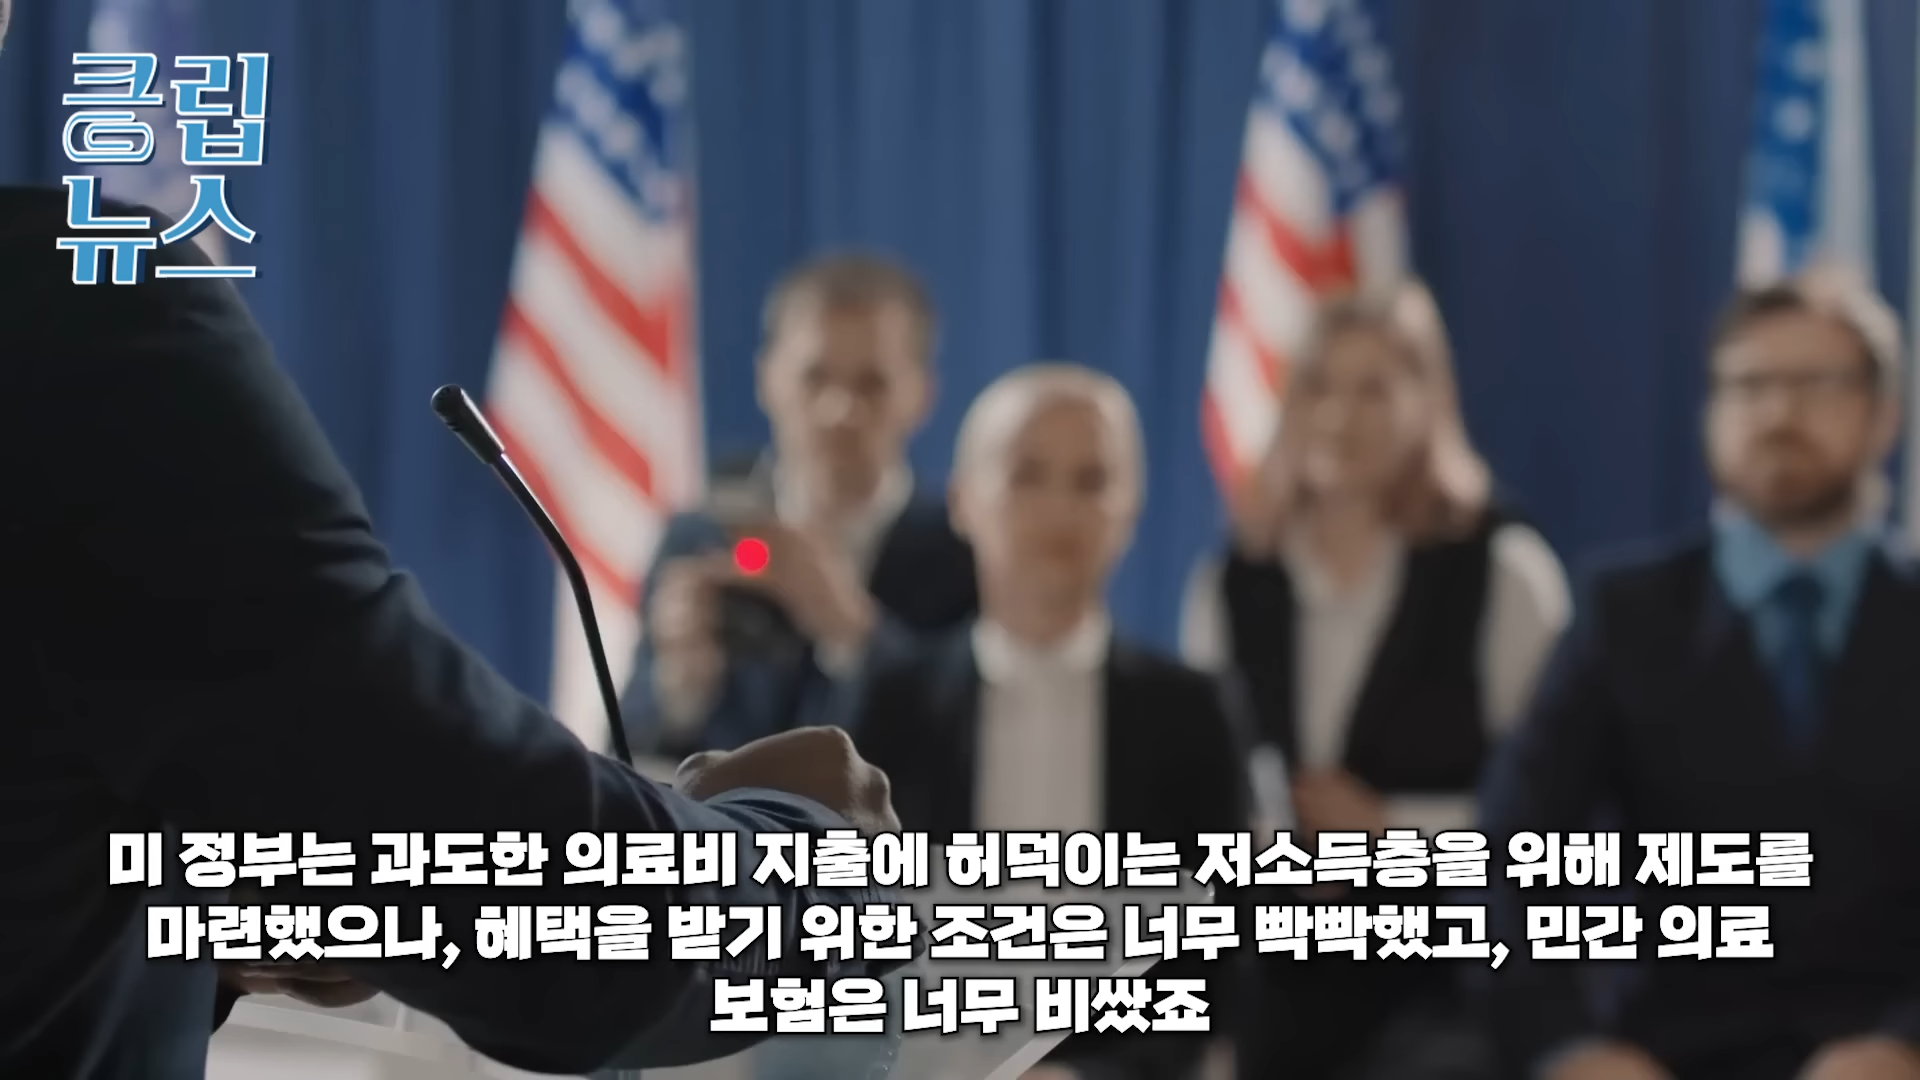 클립
뉴스
미 정부는 과도한 의료비 지출에 허덕이는 저소득층을 위해 제도를
마련했으나, 혜택을 받기 위한 조건은 너무 빡빡했고, 민간 의료
보험은 너무 비쌌죠